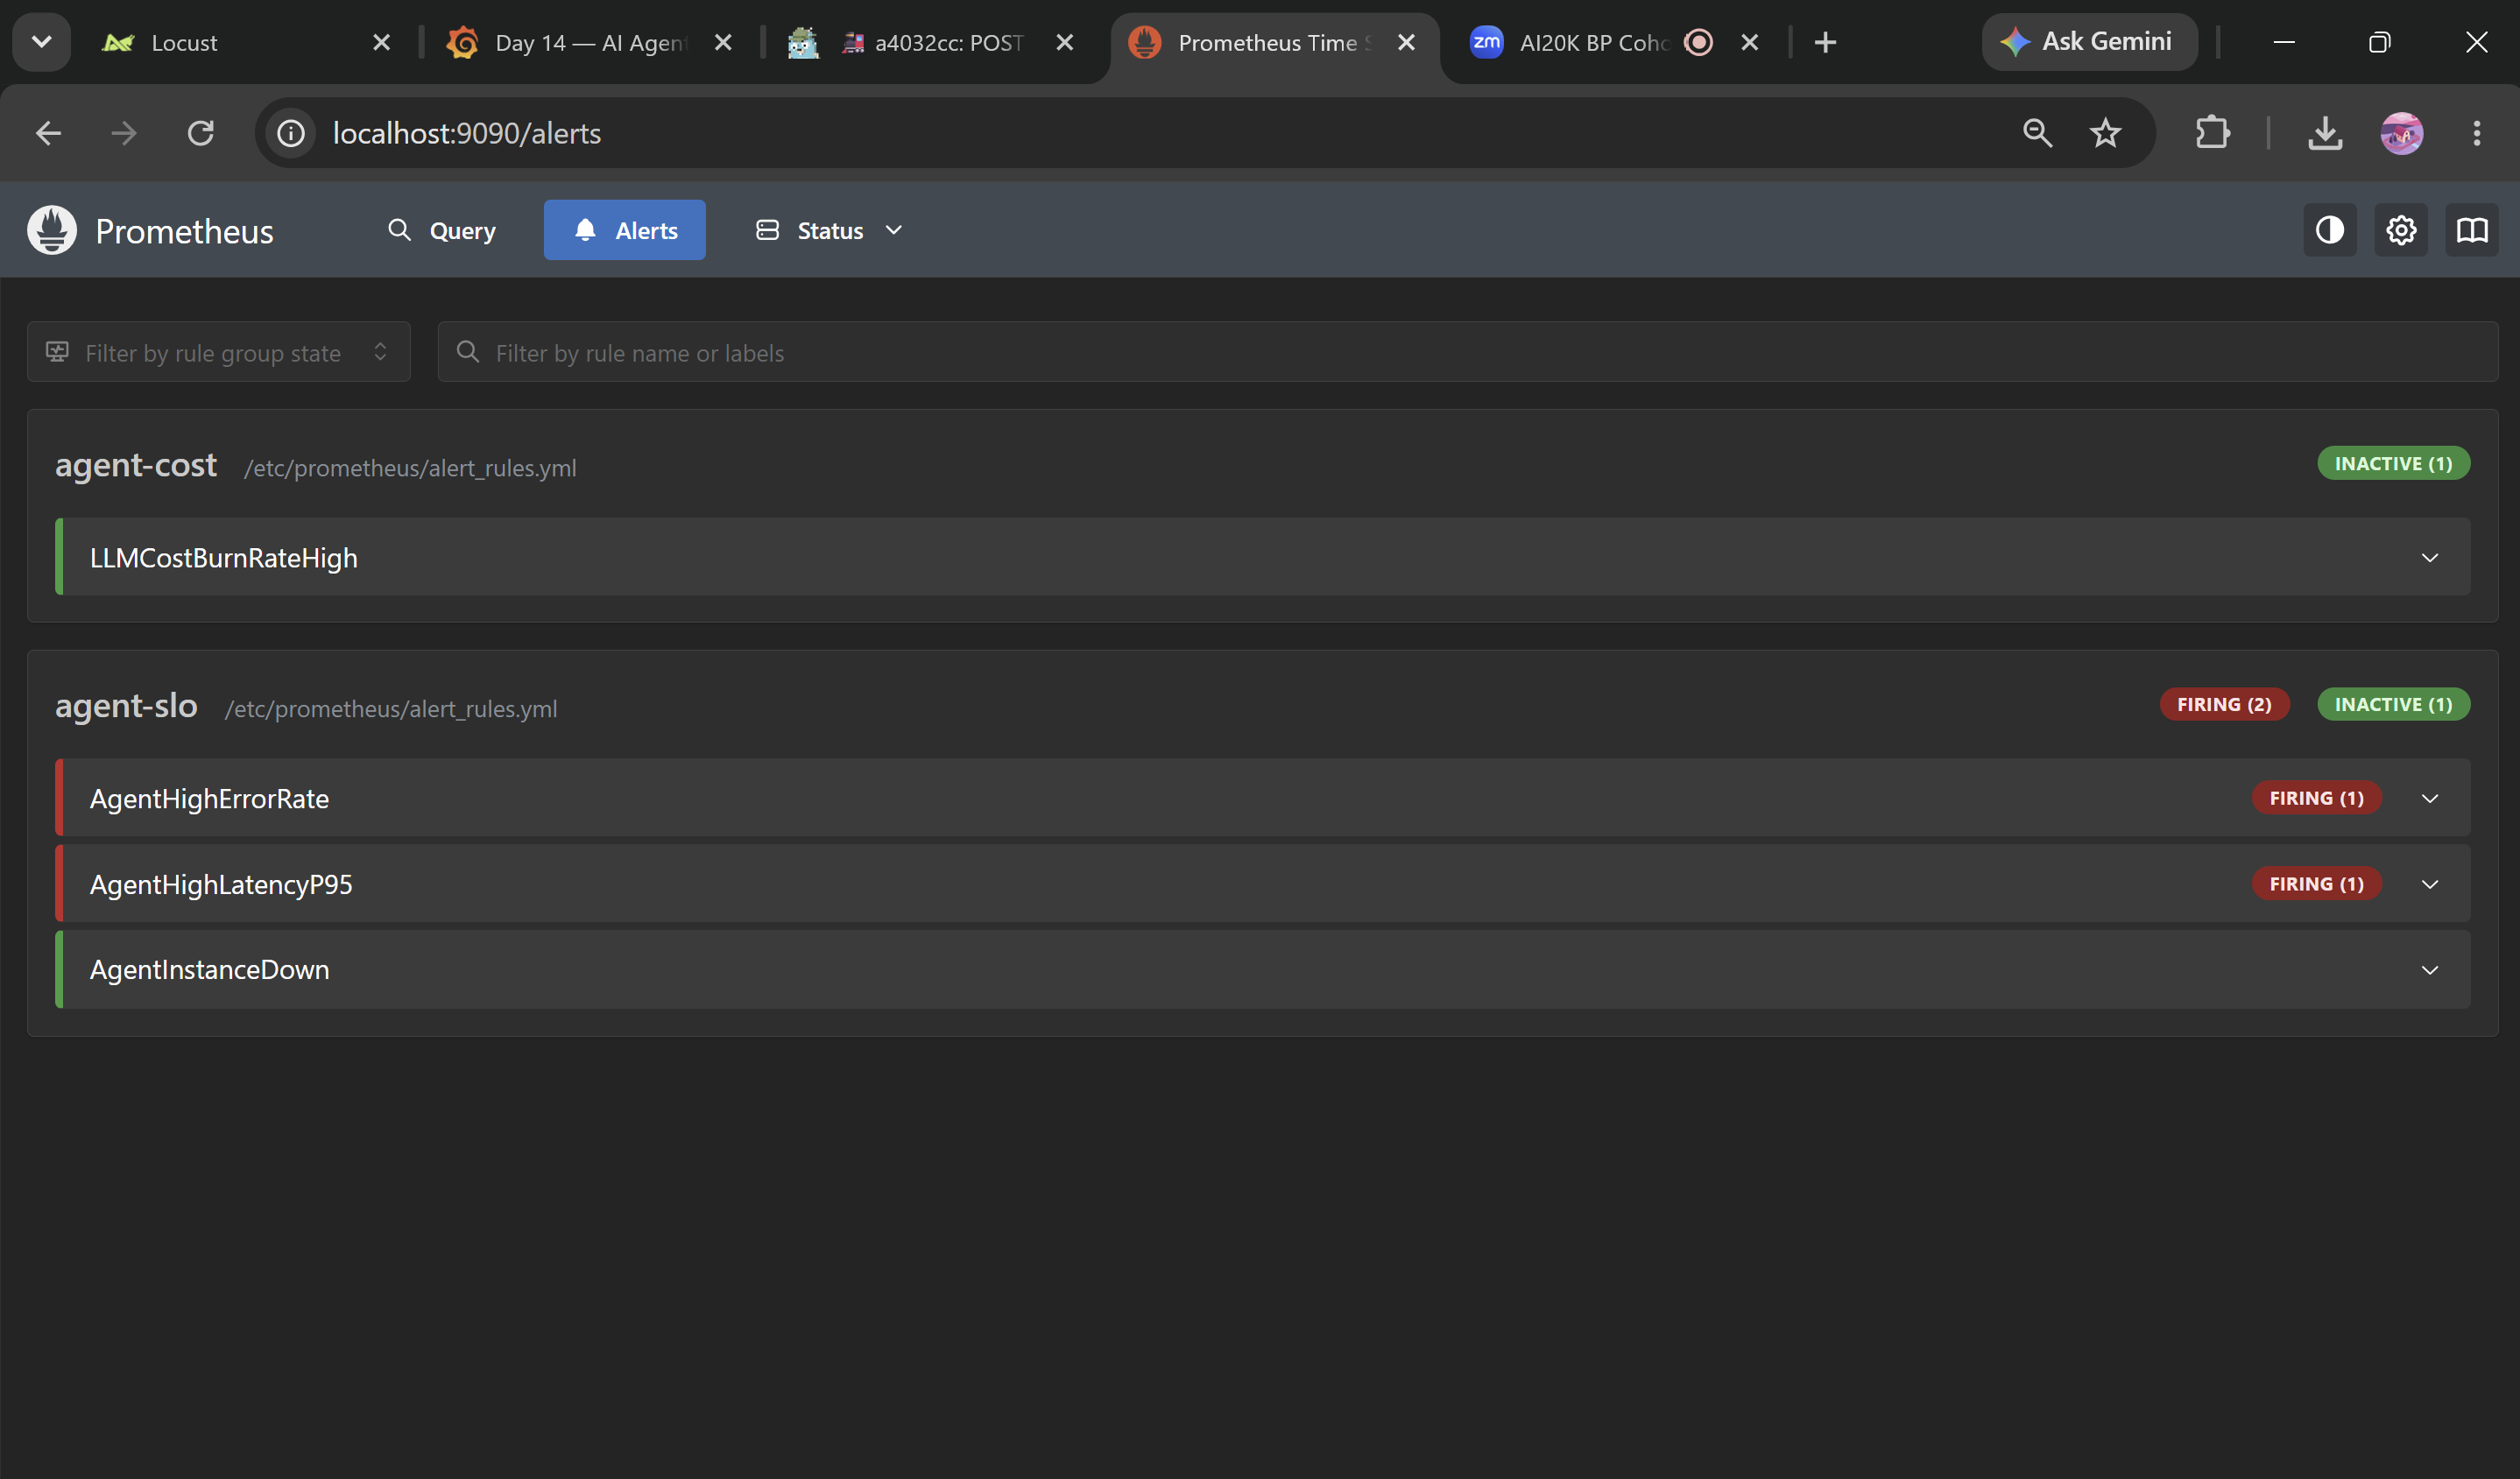 Locust
Day 14 — AI Agen
a4032cc: POST
Prometheus Time S
zm
AI20K BP Coho
Ask Gemini
localhost:9090/alerts
Prometheus
Query
Alerts
Status
Filter by rule group state
Filter by rule name or labels
agent-cost /etc/prometheus/alert_rules.yml
INACTIVE (1)
LLMCostBurnRateHigh
agent-slo /etc/prometheus/alert_rules.yml
FIRING (2)
INACTIVE (1)
AgentHighErrorRate
FIRING (1)
AgentHighLatencyP95
FIRING (1)
AgentInstanceDown